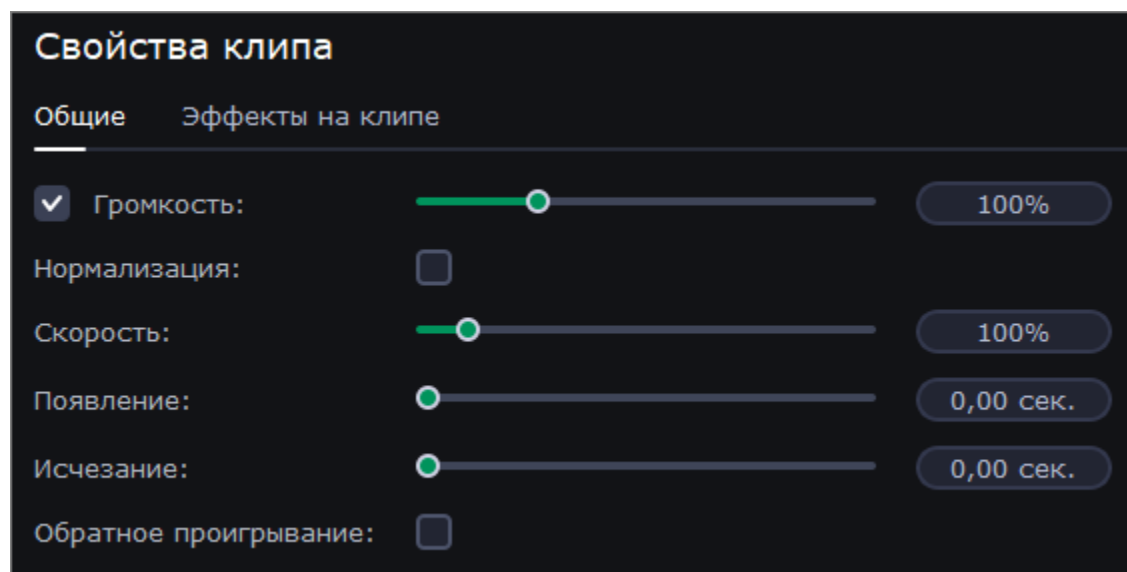 Свойства клипа
Общие Эффекты на клипе
Громкость: 100%
Нормализация:
Скорость: 100%
Появление: 0,00 сек.
Исчезание: 0,00 сек.
Обратное проигрывание: